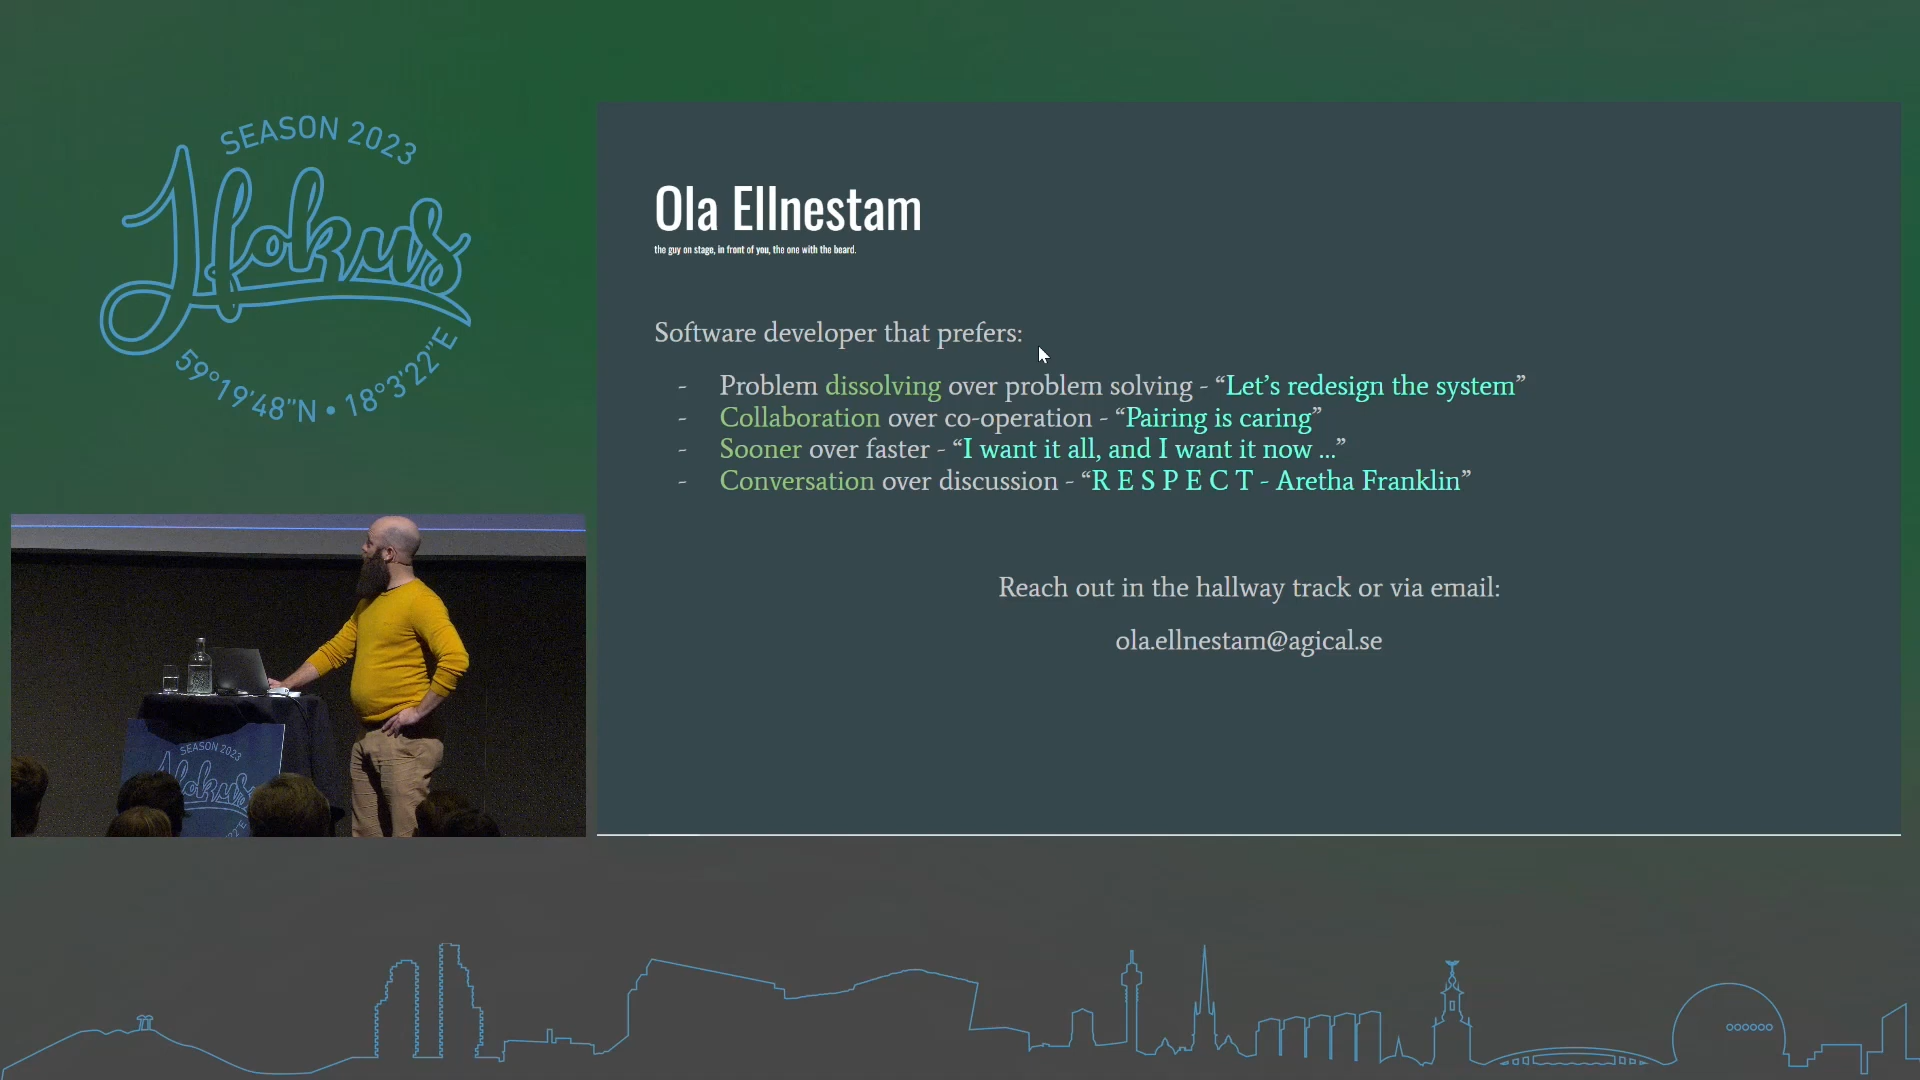 SEASON 2023
Jfokus
59°19'48"N • 18°3'22"E
Ola Ellnestam
the guy on stage, in front of you, the one with the beard.
Software developer that prefers:
- Problem dissolving over problem solving - “Let’s redesign the system”
- Collaboration over co-operation - “Pairing is caring”
- Sooner over faster - “I want it all, and I want it now ...”
- Conversation over discussion - “R E S P E C T - Aretha Franklin”
Reach out in the hallway track or via email:
ola.ellnestam@agical.se
SEASON 2023
Jfokus